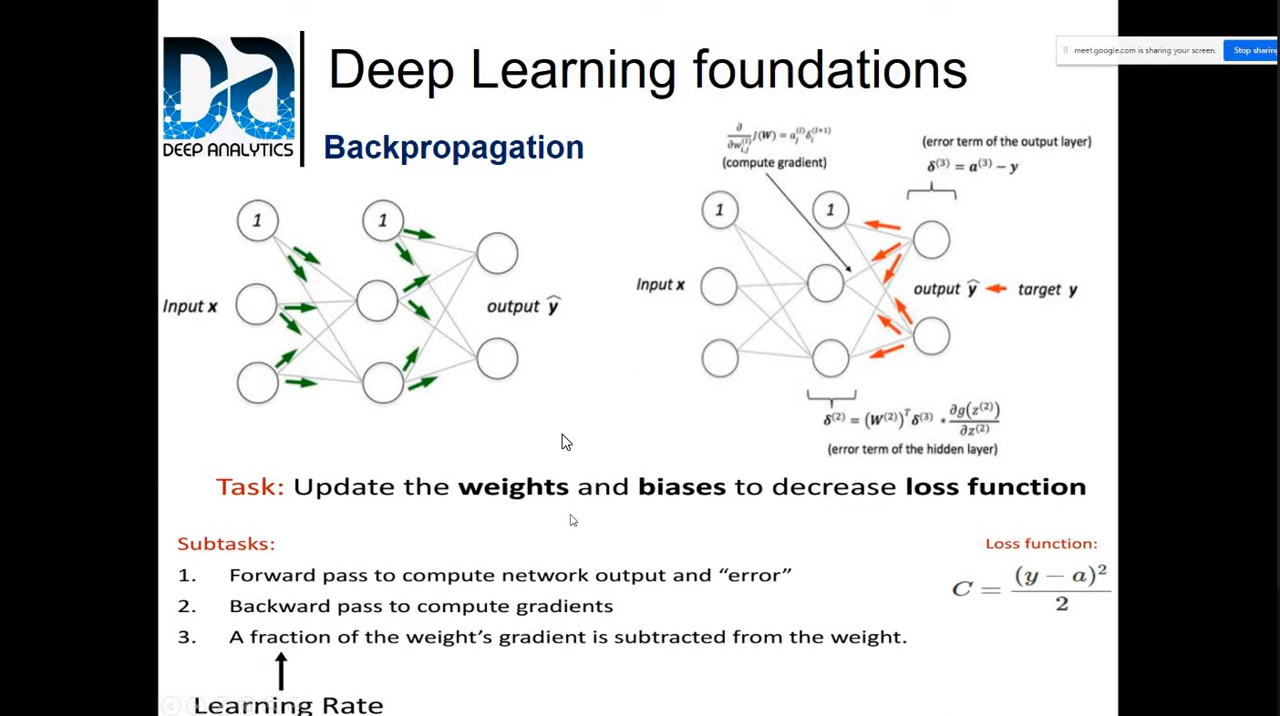 Deep Learning foundations
DEEP ANALYTICS
Backpropagation
meet.google.com is sharing your screen.
Stop sharing
∂/∂w_{i,j}^{(l)} J(W) = a_j^{(l)} δ_i^{(l+1)}
(compute gradient)
(error term of the output layer)
δ^{(3)} = a^{(3)} − y
1
1
Input x
output ŷ
1
1
Input x
output ŷ
target y
δ^{(2)} = (W^{(2)})^T δ^{(3)} * ∂g(z^{(2)})/∂z^{(2)}
(error term of the hidden layer)
Task: Update the weights and biases to decrease loss function
Subtasks:
1. Forward pass to compute network output and “error”
2. Backward pass to compute gradients
3. A fraction of the weight’s gradient is subtracted from the weight.
Learning Rate
Loss function:
C = (y − a)²/2